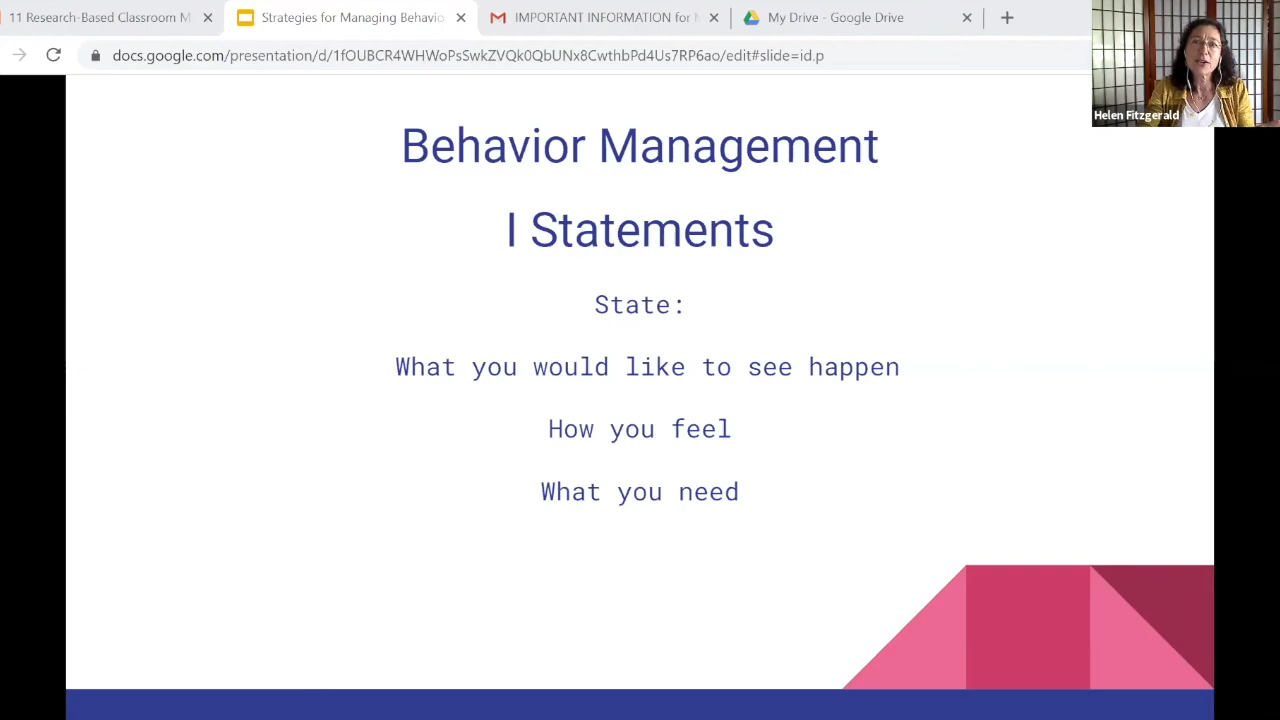 11 Research-Based Classroom M
Strategies for Managing Behavio
IMPORTANT INFORMATION for
My Drive - Google Drive
docs.google.com/presentation/d/1fOUBCR4WHWoPsSwkZVQk0QbUNx8CwthbPd4Us7RP6ao/edit#slide=id.p
Helen Fitzgerald
Behavior Management
I Statements
State:
What you would like to see happen
How you feel
What you need